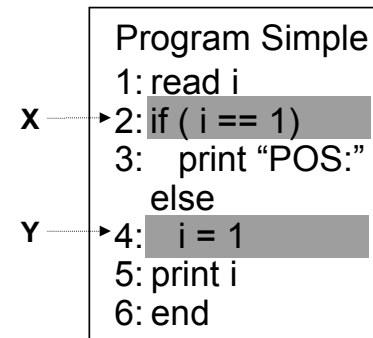 Program Simple
1: read i
X 2: if ( i == 1)
3: print “POS:”
else
Y 4: i = 1
5: print i
6: end